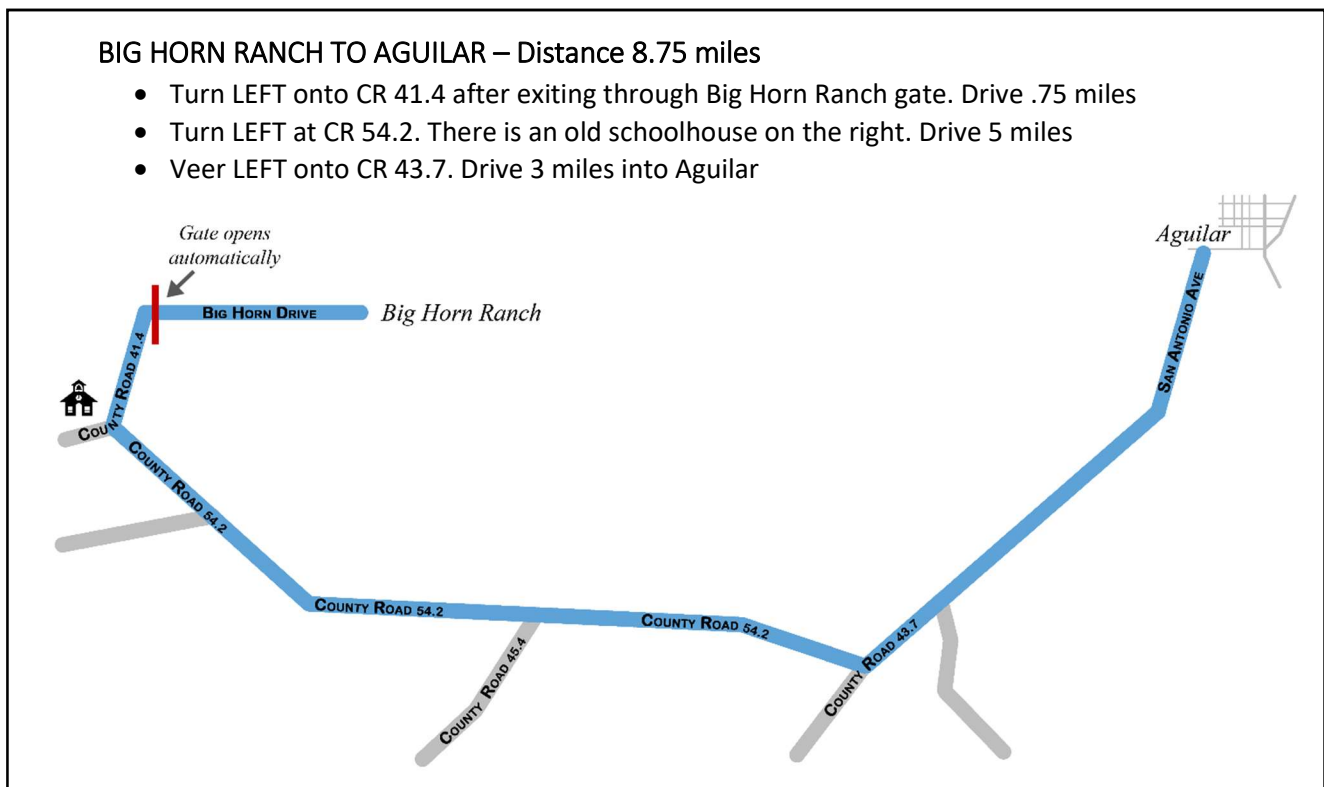 BIG HORN RANCH TO AGUILAR – Distance 8.75 miles
• Turn LEFT onto CR 41.4 after exiting through Big Horn Ranch gate. Drive .75 miles
• Turn LEFT at CR 54.2. There is an old schoolhouse on the right. Drive 5 miles
• Veer LEFT onto CR 43.7. Drive 3 miles into Aguilar
Gate opens
automatically
Aguilar
BIG HORN DRIVE
Big Horn Ranch
SAN ANTONIO AVE
COUNTY ROAD 41.4
COUN
COUNTY ROAD 54.2
COUNTY ROAD 54.2
COUNTY ROAD 54.2
COUNTY ROAD 45.4
COUNTY ROAD 43.7